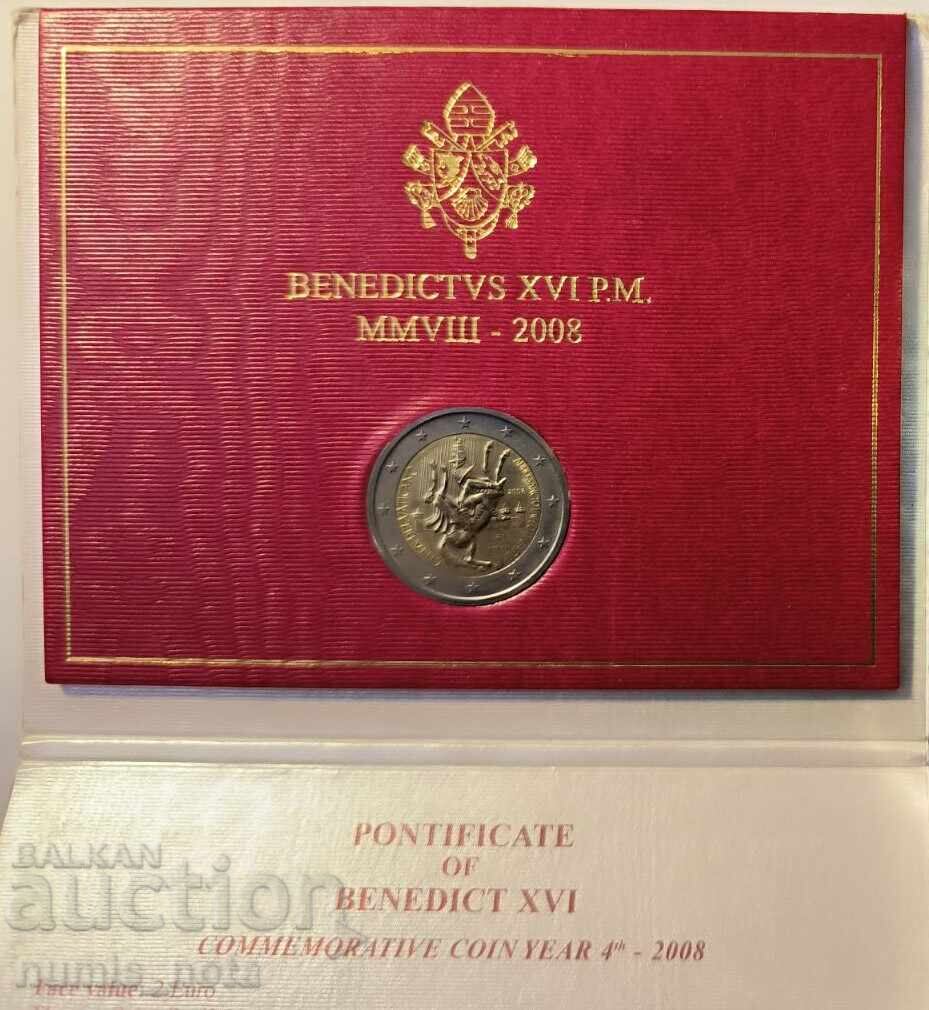 BENEDICTVS XVI P.M.
MMVIII - 2008
PONTIFICATE
OF
BENEDICT XVI
COMMEMORATIVE COIN YEAR 4th - 2008
Face value: 2 Euro
BALKAN
auction
numis_nota